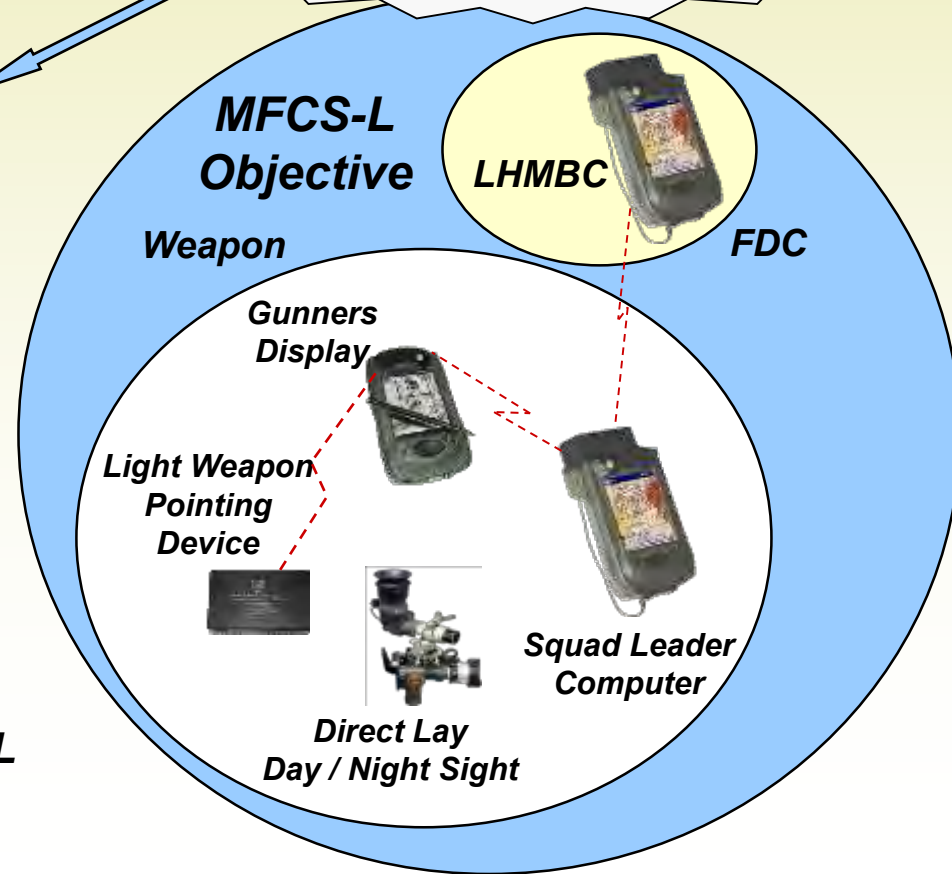 MFCS-L
Objective
LHMBC
Weapon
FDC
Gunners
Display
Light Weapon
Pointing
Device
Squad Leader
Computer
Direct Lay
Day / Night Sight
L